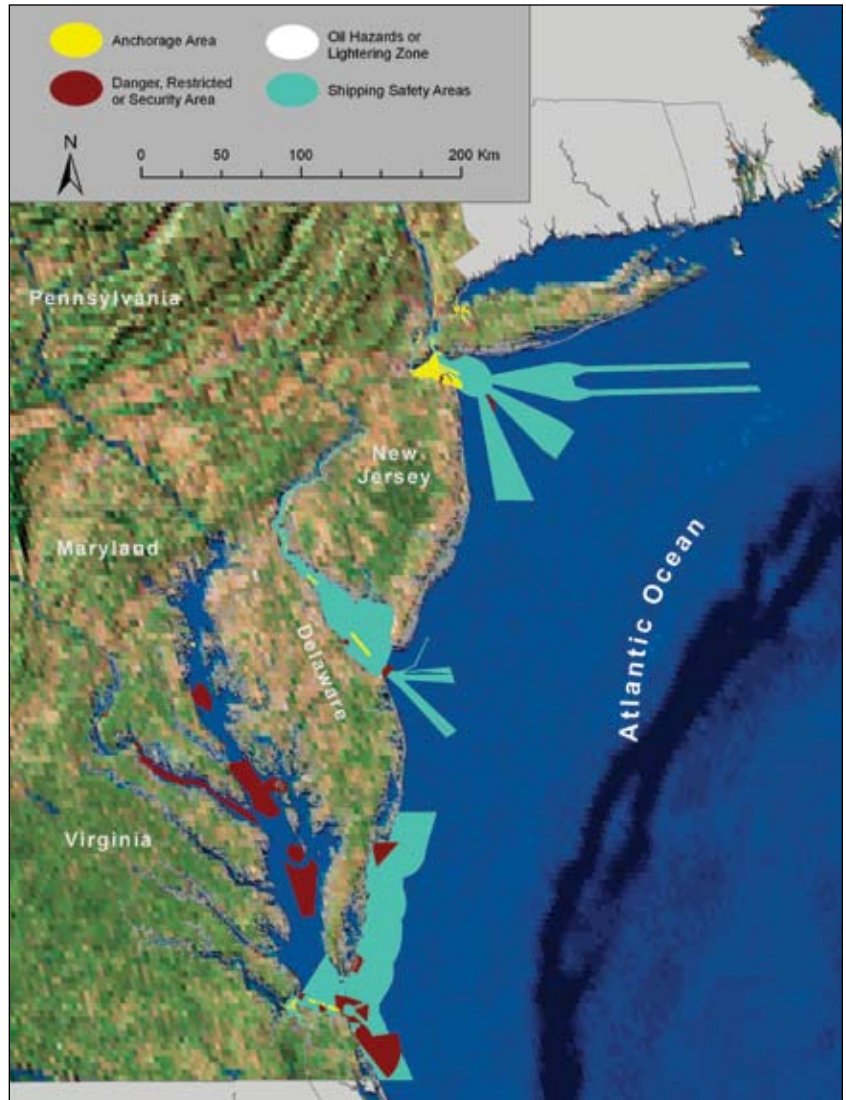 Anchorage Area
Oil Hazards or
Lightering Zone
Danger, Restricted
or Security Area
Shipping Safety Areas
N
0 50 100 200 Km
Pennsylvania
New
Jersey
Maryland
Delaware
Atlantic Ocean
Virginia